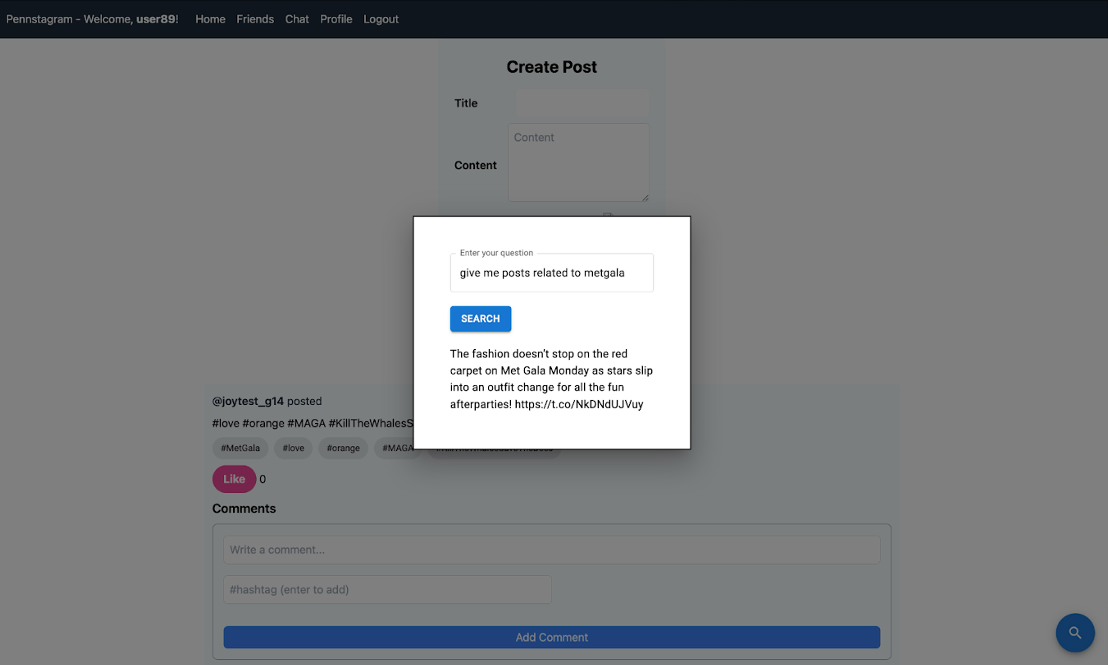 Pennstagram - Welcome, user89! Home Friends Chat Profile Logout
Create Post
Title
Content
Content
Enter your question
give me posts related to metgala
SEARCH
The fashion doesn't stop on the red
carpet on Met Gala Monday as stars slip
into an outfit change for all the fun
afterparties! https://t.co/NkDNdUJVuy
@joytest_g14 posted
#love #orange #MAGA
#MetGala #love #orange #MAGA
Like 0
Comments
Write a comment...
#hashtag (enter to add)
Add Comment